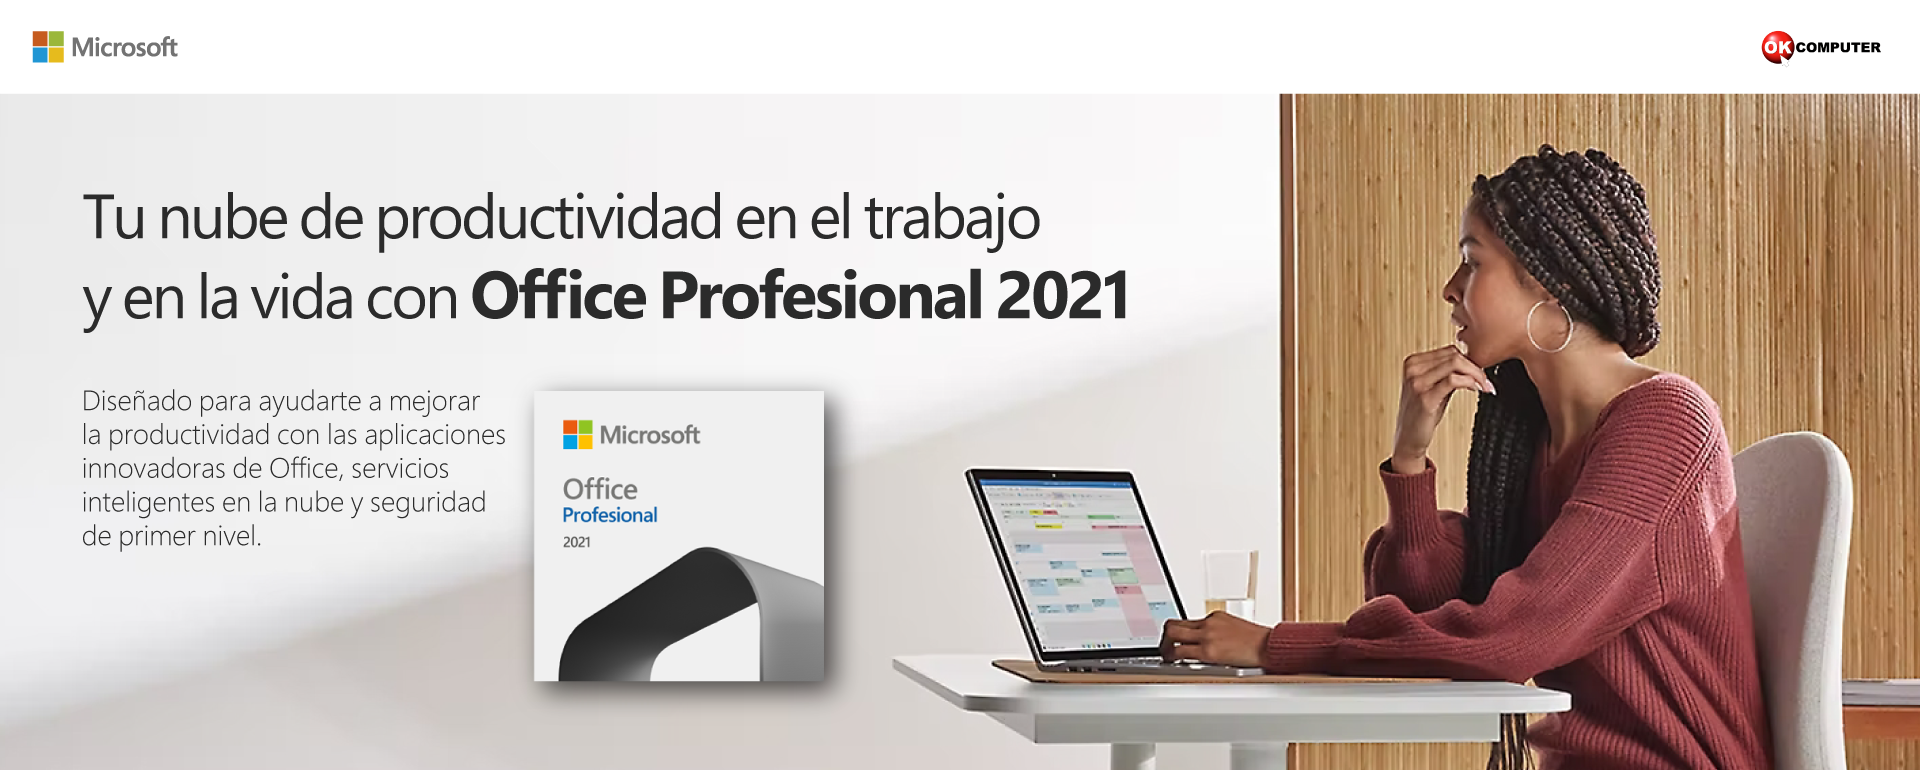 Microsoft
OK COMPUTER
Tu nube de productividad en el trabajo
y en la vida con Office Profesional 2021
Diseñado para ayudarte a mejorar
la productividad con las aplicaciones
innovadoras de Office, servicios
inteligentes en la nube y seguridad
de primer nivel.
Microsoft
Office
Profesional
2021